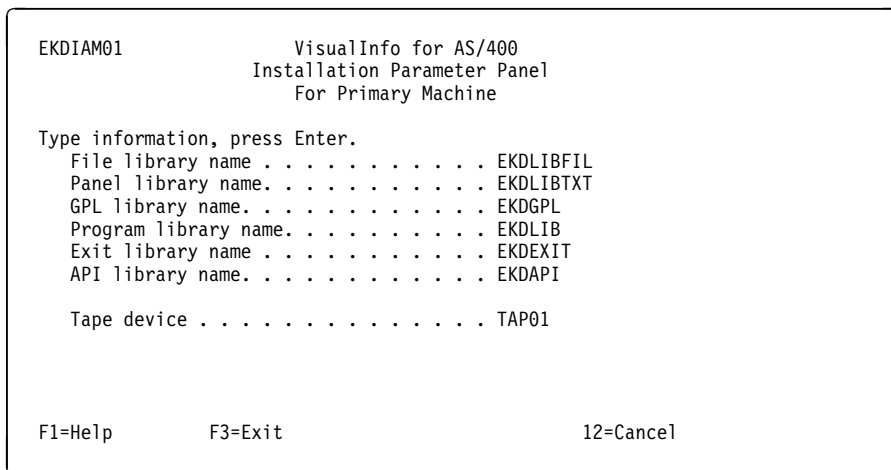 EKDIAM01 VisualInfo for AS/400
Installation Parameter Panel
For Primary Machine
Type information, press Enter.
File library name . . . . . . . . . . . EKDLIBFIL
Panel library name. . . . . . . . . . . EKDLIBTXT
GPL library name. . . . . . . . . . . . EKDGPL
Program library name. . . . . . . . . . EKDLIB
Exit library name . . . . . . . . . . . EKDEXIT
API library name. . . . . . . . . . . . EKDAPI
Tape device . . . . . . . . . . . . . . TAP01
F1=Help F3=Exit 12=Cancel